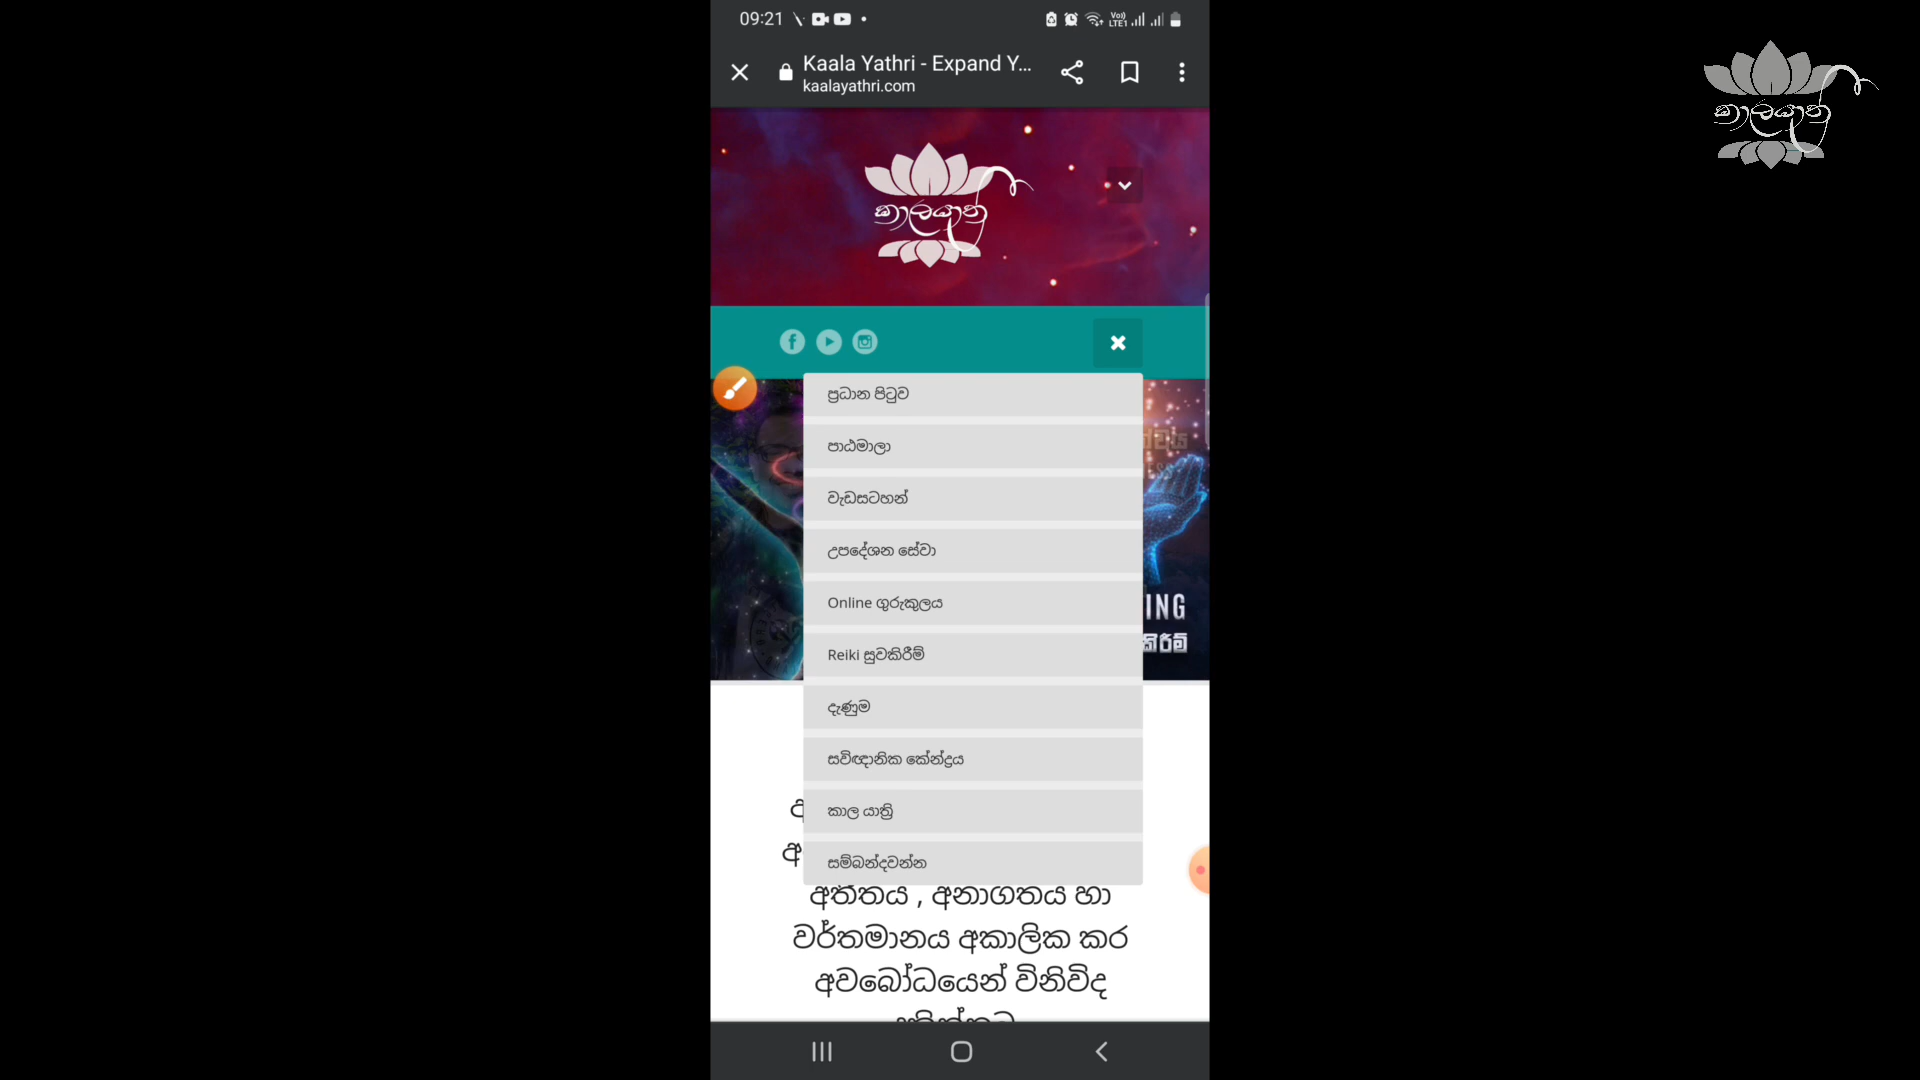 09:21
Kaala Yathri - Expand Y...
kaalayathri.com
කාලයාත්‍රි
කාලයාත්‍රි
ප්‍රධාන පිටුව
පාඨමාලා
වැඩසටහන්
උපදේශන සේවා
Online ගුරුකුලය
ING
Reiki සුවකිරීම්
කිරීම්
දැණුම
සවිඥානික කේන්ද්‍රය
කාල යාත්‍රි
සම්බන්දවන්න
අතීතය , අනාගතය හා
වර්තමානය අකාලික කර
අවබෝධයෙන් විනිවිද